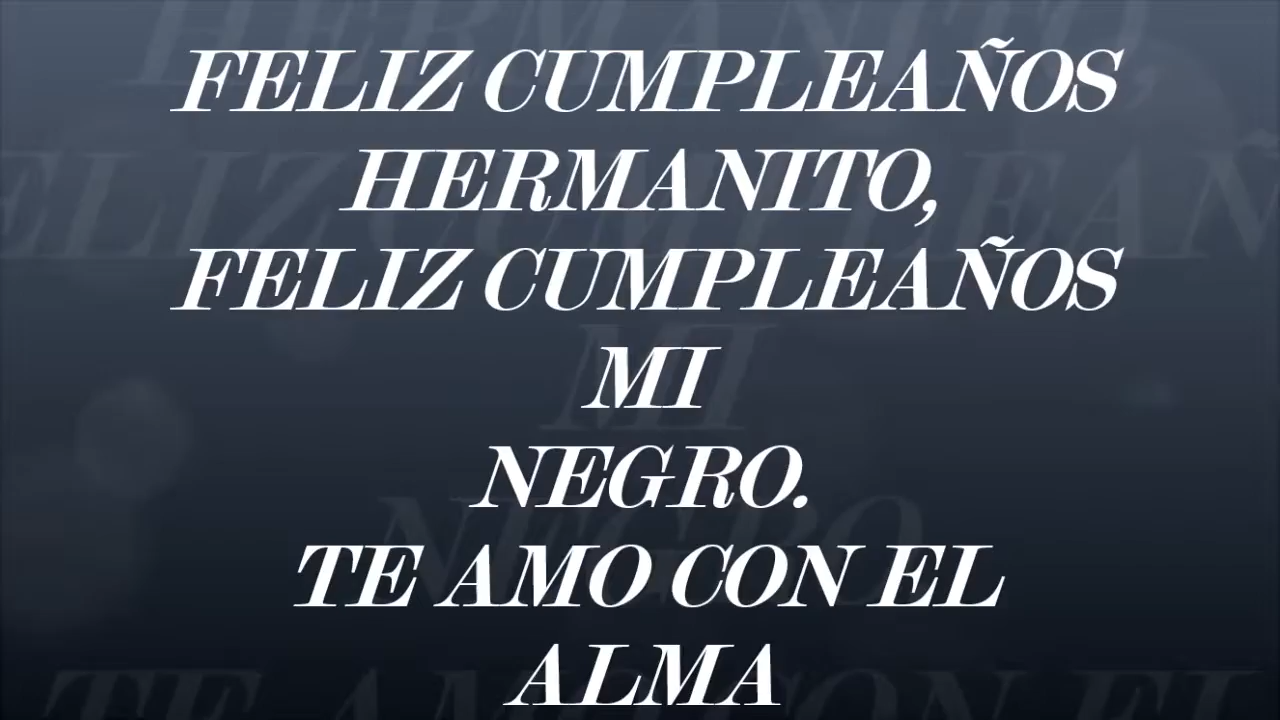 FELIZ CUMPLEAÑOS
HERMANITO,
FELIZ CUMPLEAÑOS
MI
NEGRO.
TE AMO CON EL
ALMA